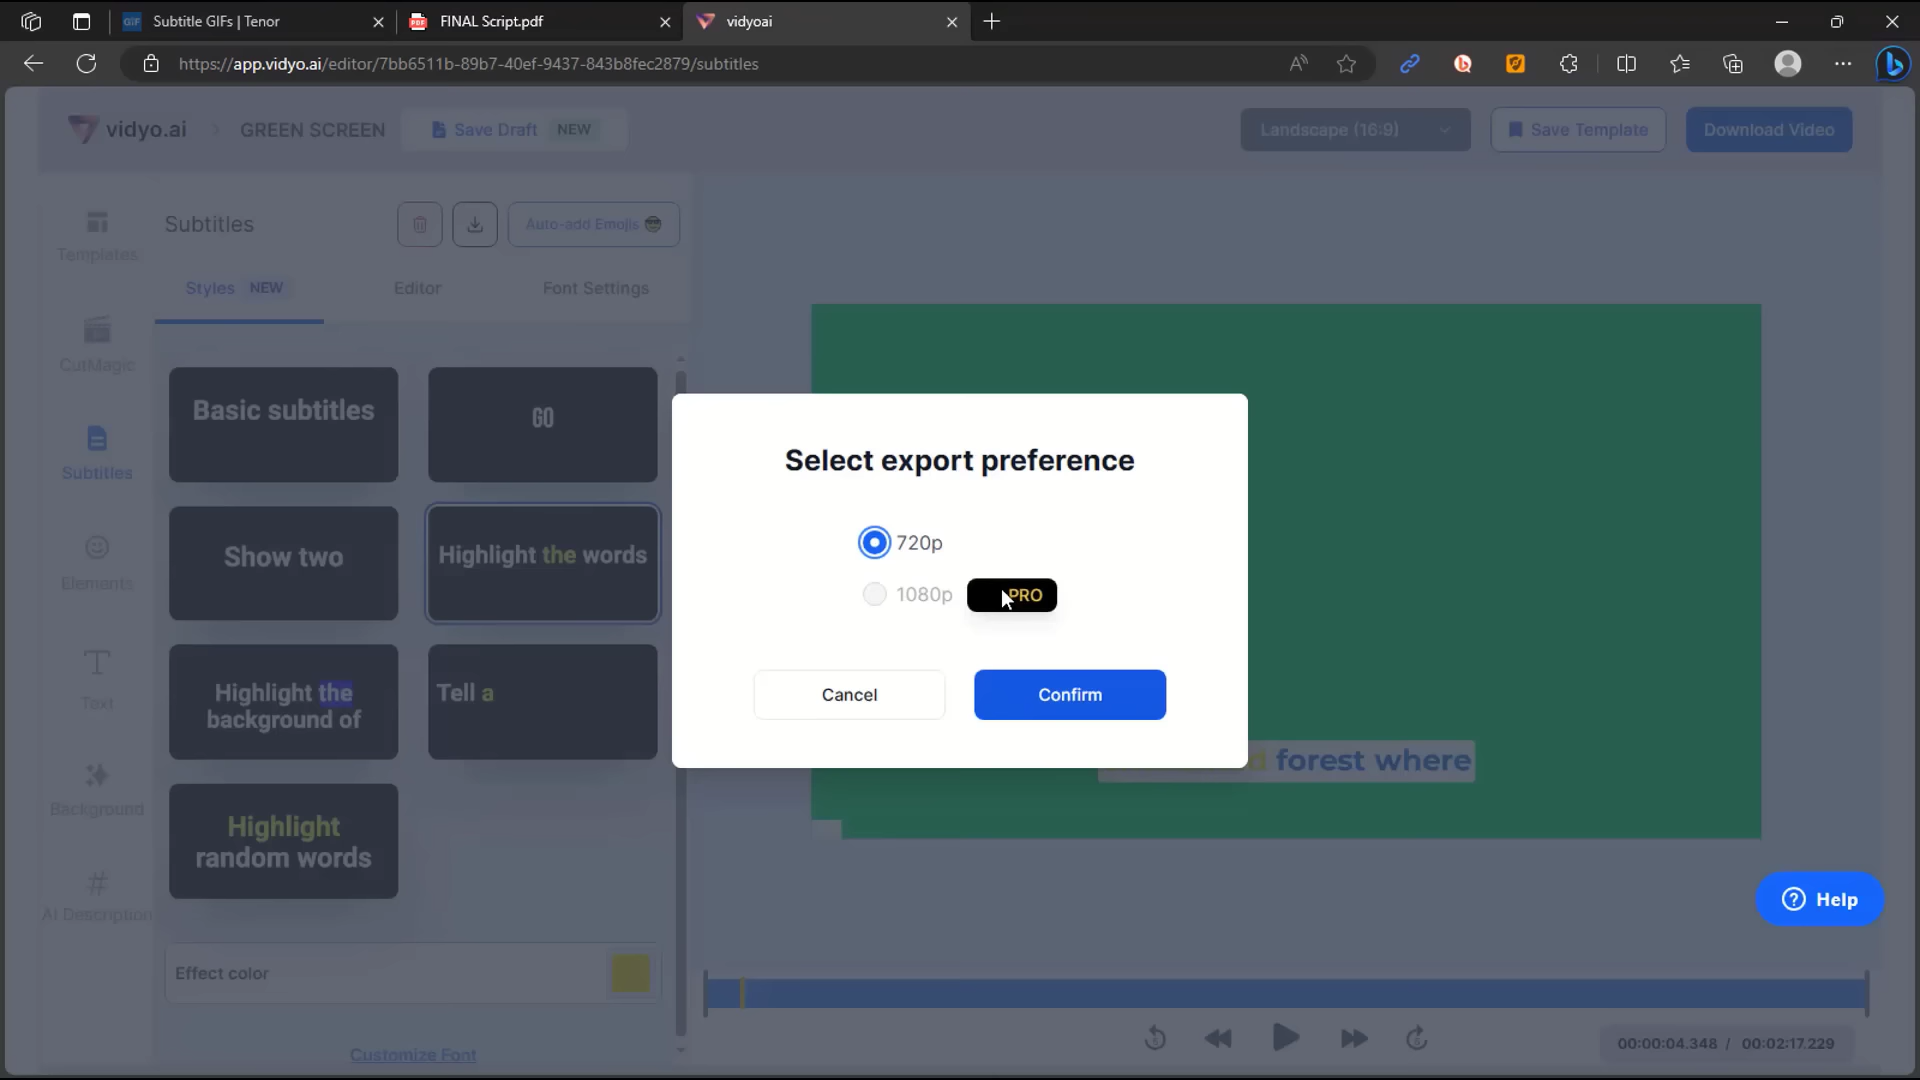 Subtitle GIFs | Tenor
FINAL Script.pdf
vidyoai
https://app.vidyo.ai/editor/7bb6511b-89b7-40ef-9437-843b8fec2879/subtitles
vidyo.ai
GREEN SCREEN
Save Draft NEW
Landscape (16:9)
Save Template
Download Video
Templates
CutMagic
Subtitles
Elements
Text
Background
AI Description
Subtitles
Auto-add Emojis
Styles NEW
Editor
Font Settings
Basic subtitles
GO
Show two
Highlight the words
Highlight the
background of
Tell a
Highlight
random words
Effect color
Customize Font
Select export preference
720p
1080p
PRO
Cancel
Confirm
forest where
Help
00:00:04.348 / 00:02:17.229